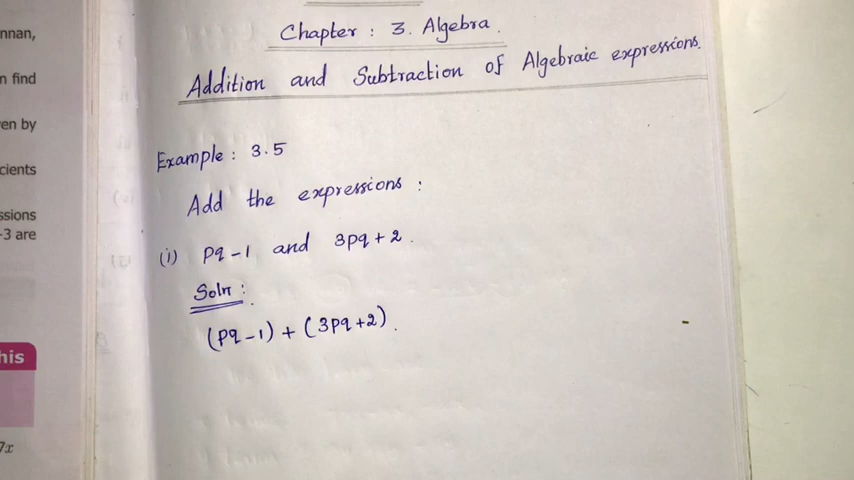 nnan,
n find
en by
cients
ssions
-3 are
his
7x
Chapter : 3. Algebra.
Addition and Subtraction of Algebraic expressions.
Example : 3.5
Add the expressions :
(i) pq - 1 and 3pq + 2.
Soln :
(pq - 1) + (3pq + 2).